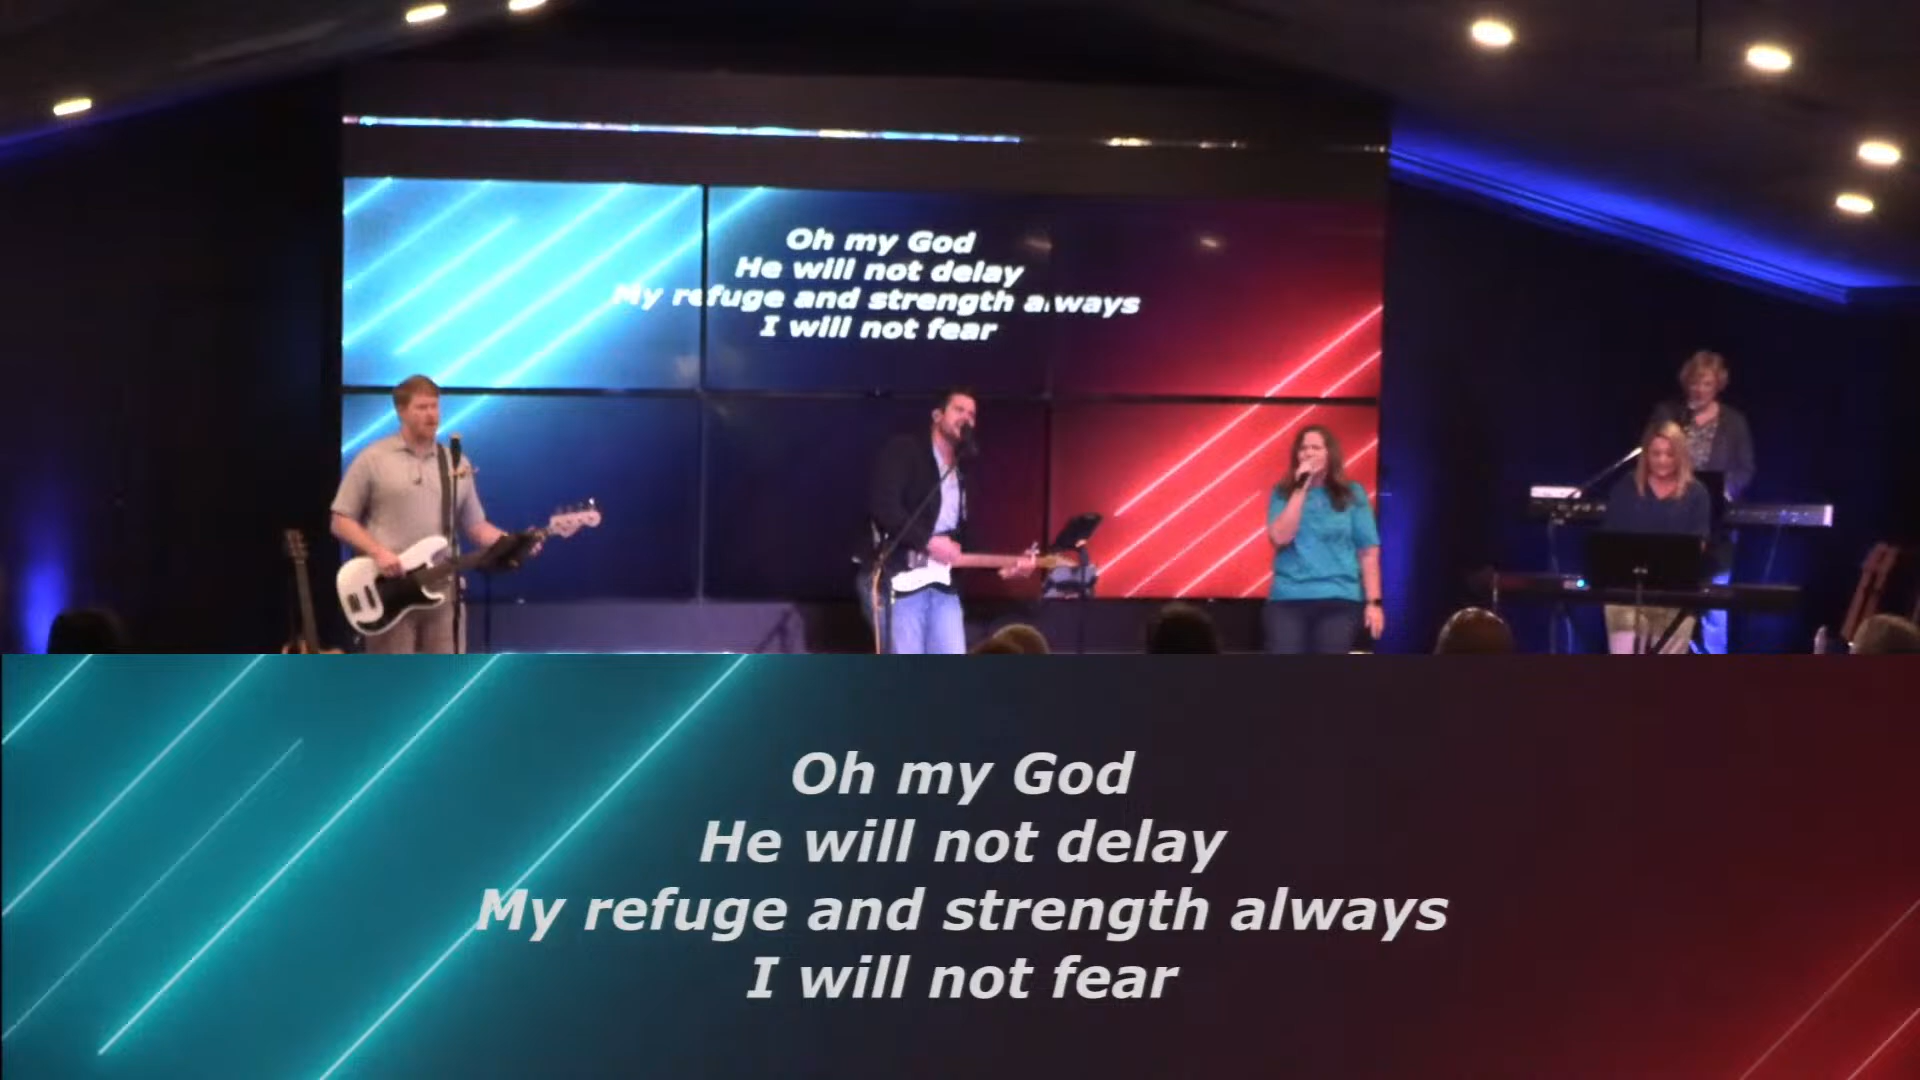 Oh my God
He will not delay
My refuge and strength always
I will not fear
Oh my God
He will not delay
My refuge and strength always
I will not fear